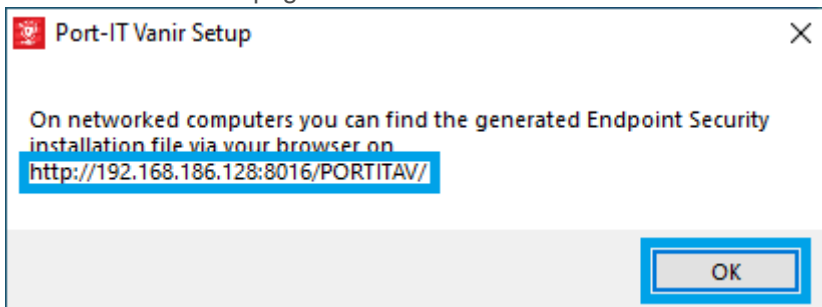 Port-IT Vanir Setup
On networked computers you can find the generated Endpoint Security
installation file via your browser on
http://192.168.186.128:8016/PORTITAV/
OK